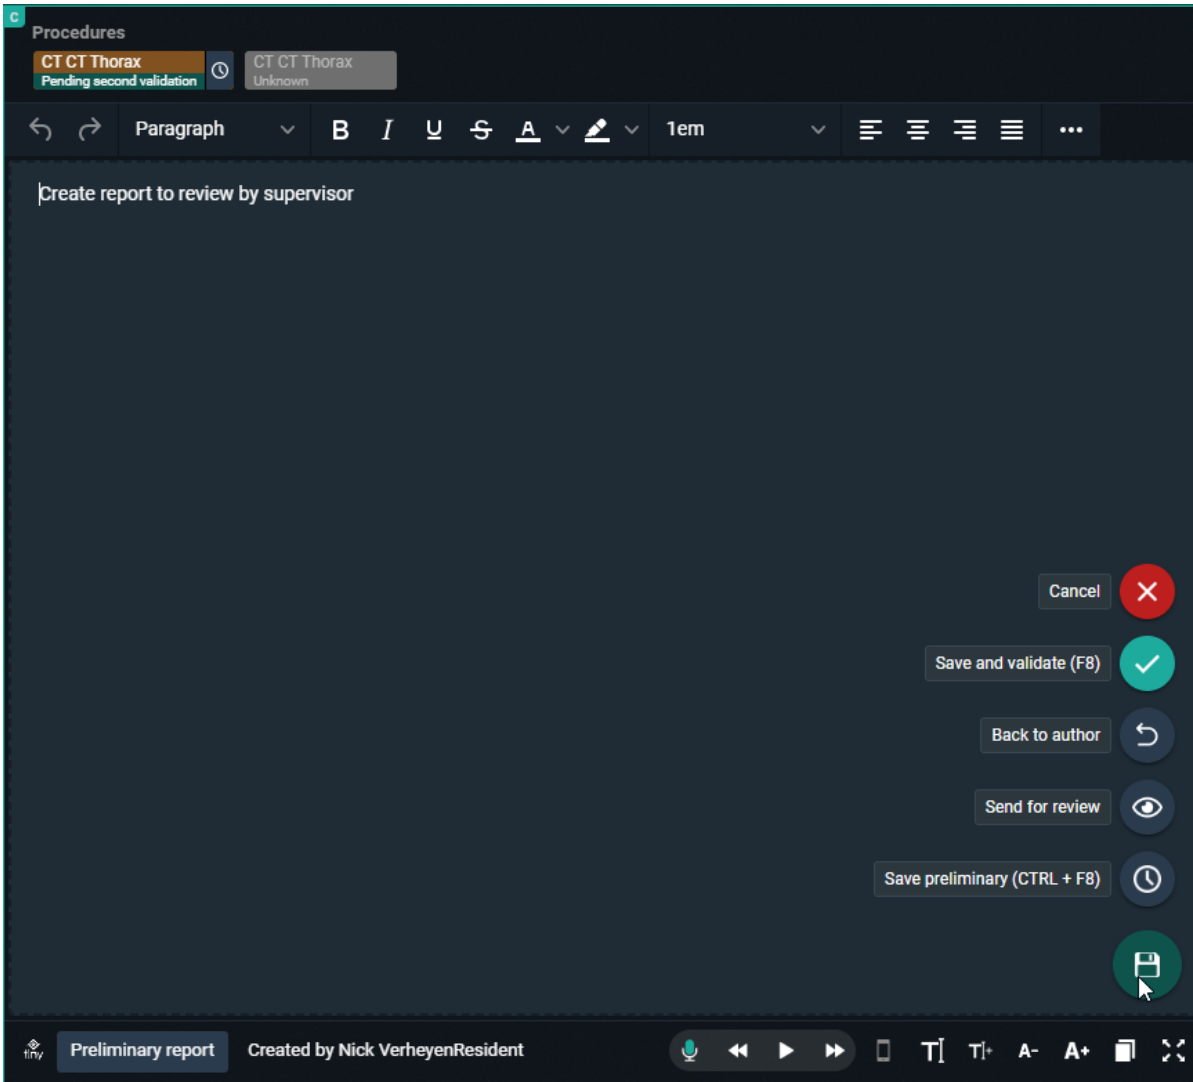 C
Procedures
CT CT Thorax
Pending second validation
CT CT Thorax
Unknown
Paragraph B I U S A 1em
Create report to review by supervisor
Cancel
Save and validate (F8)
Back to author
Send for review
Save preliminary (CTRL + F8)
tiny Preliminary report Created by Nick VerheyenResident T T+ A- A+